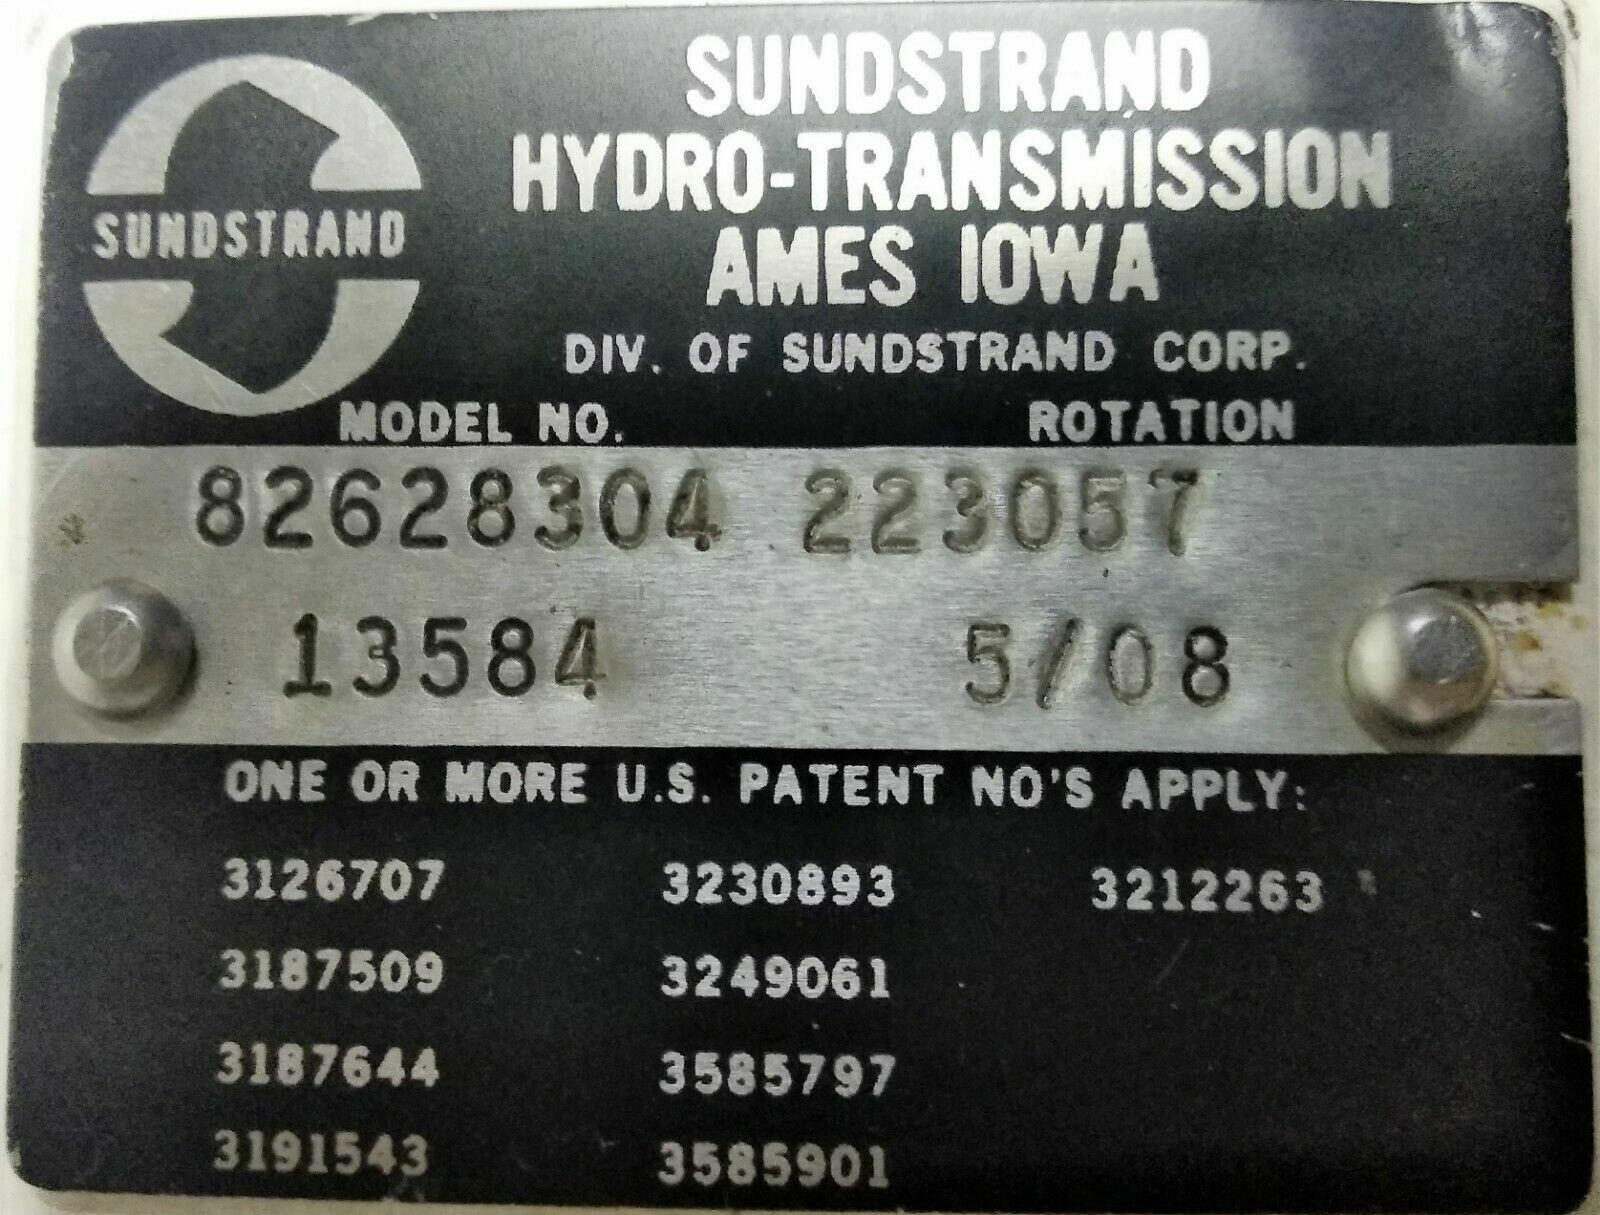 SUNDSTRAND
HYDRO-TRANSMISSION
AMES IOWA
SUNDSTRAND
DIV. OF SUNDSTRAND CORP.
MODEL NO. ROTATION
82628304 223057
13584 5/08
ONE OR MORE U.S. PATENT NO'S APPLY:
3126707 3230893 3212263
3187509 3249061
3187644 3585797
3191543 3585901